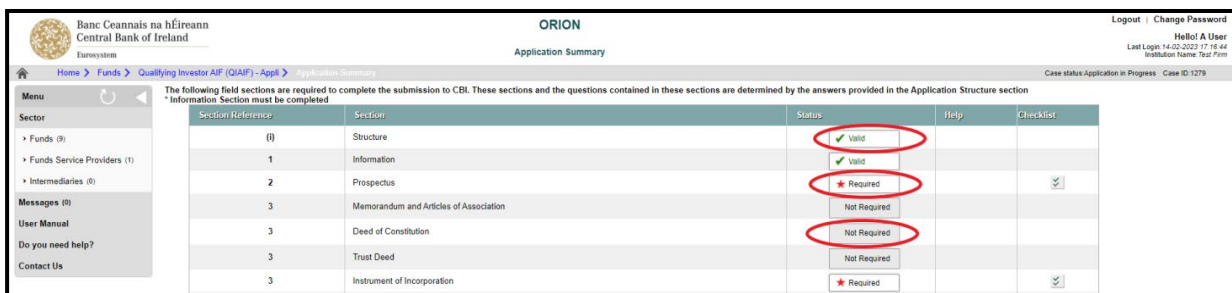 Banc Ceannais na hÉireann
Central Bank of Ireland
Eurosystem
ORION
Application Summary
Logout | Change Password
Hello! A User
Last Login:14-02-2023 17:16:44
Institution Name:Test Firm
Home > Funds > Qualifying Investor AIF (QIAIF) - Appli > Application Summary
Case status:Application in Progress Case ID:1279
Menu
Sector
Funds (9)
Funds Service Providers (1)
Intermediaries (0)
Messages (0)
User Manual
Do you need help?
Contact Us
The following field sections are required to complete the submission to CBI. These sections and the questions contained in these sections are determined by the answers provided in the Application Structure section
* Information Section must be completed
Section Reference Section Status Help Checklist
(i) Structure Valid
1 Information Valid
2 Prospectus Required
3 Memorandum and Articles of Association Not Required
3 Deed of Constitution Not Required
3 Trust Deed Not Required
3 Instrument of Incorporation Required